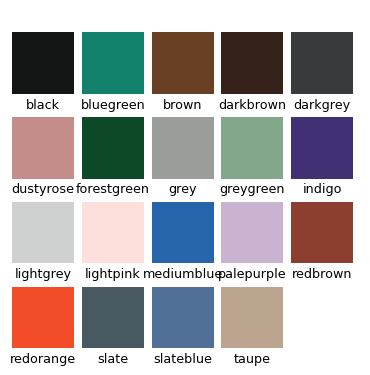 black bluegreen brown darkbrown darkgrey
dustyrose forestgreen grey greygreen indigo
lightgrey lightpink mediumblue palepurple redbrown
redorange slate slateblue taupe